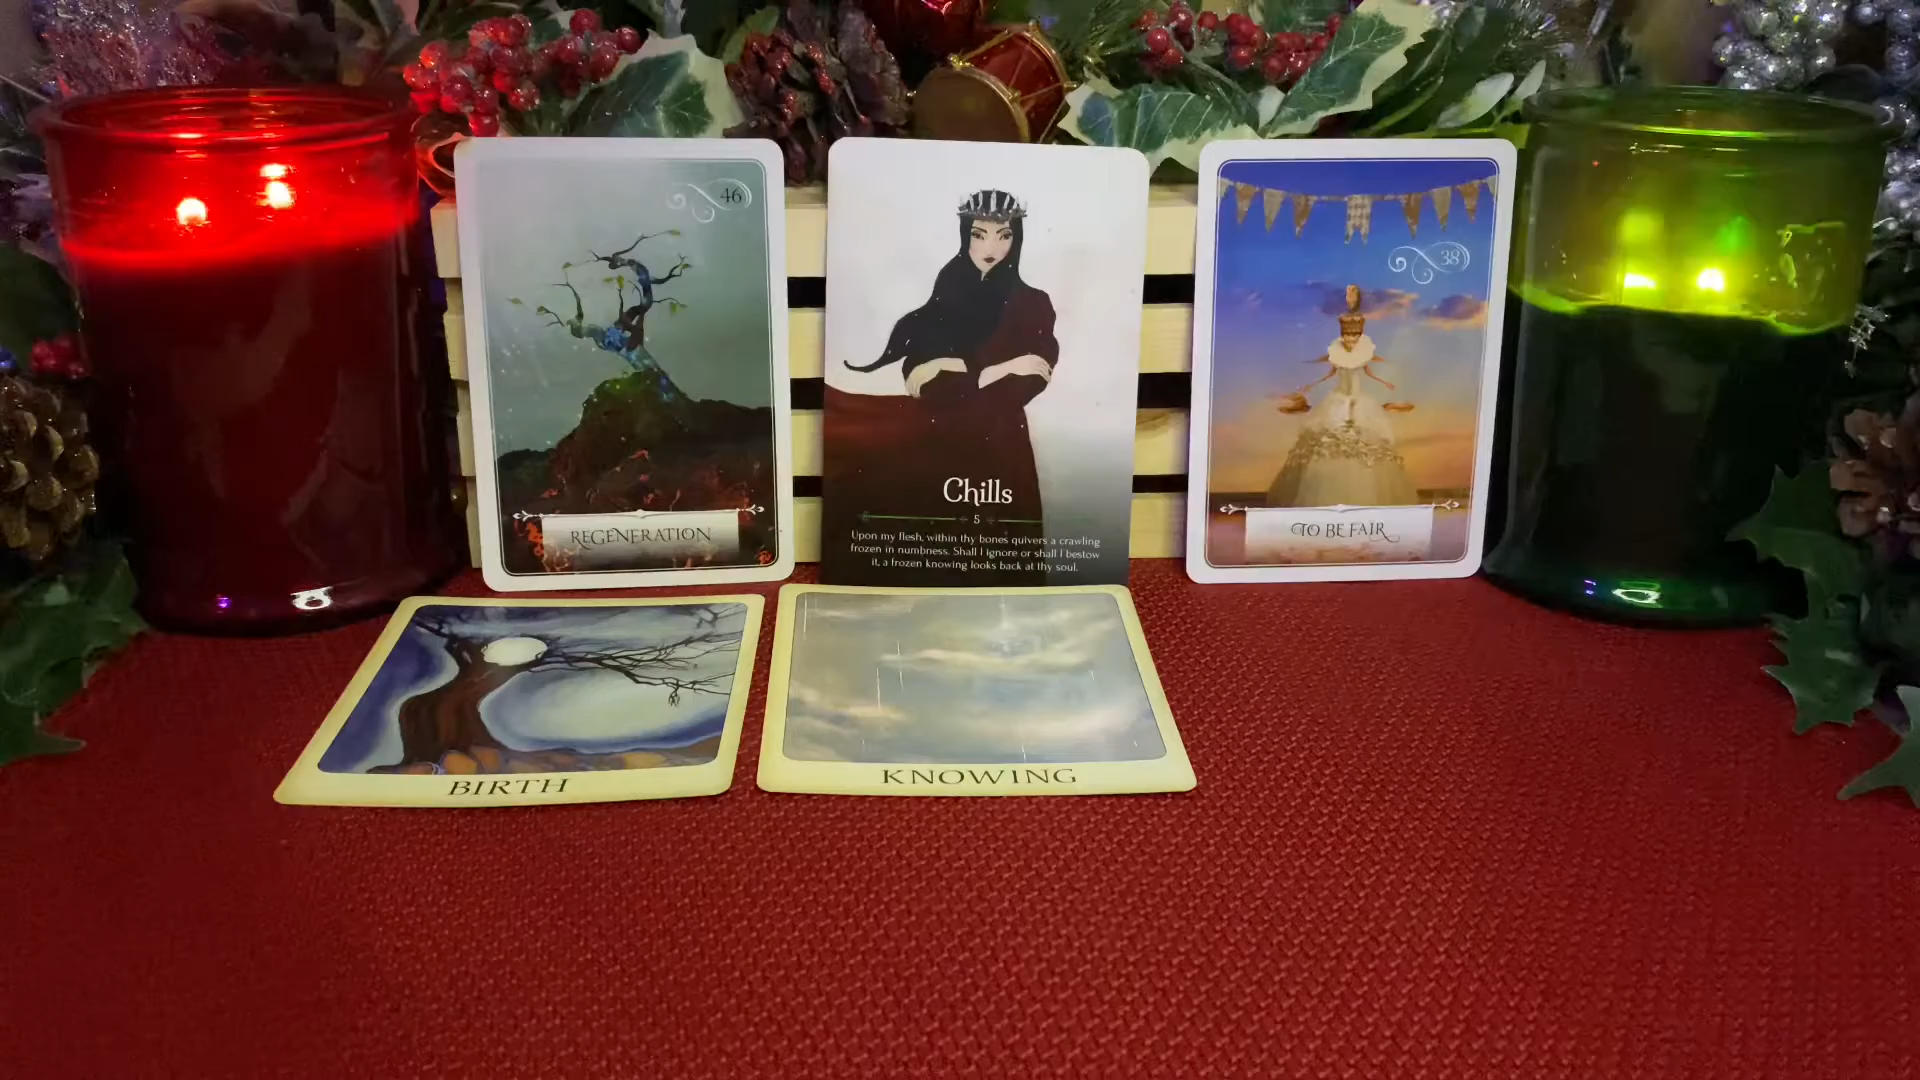 46
REGENERATION
Chills
5
Upon my flesh, within thy bones quivers a crawling
frozen in numbness. Shall I ignore or shall I bestow
it, a frozen knowing looks back at thy soul.
38
TO BE FAIR
BIRTH
KNOWING